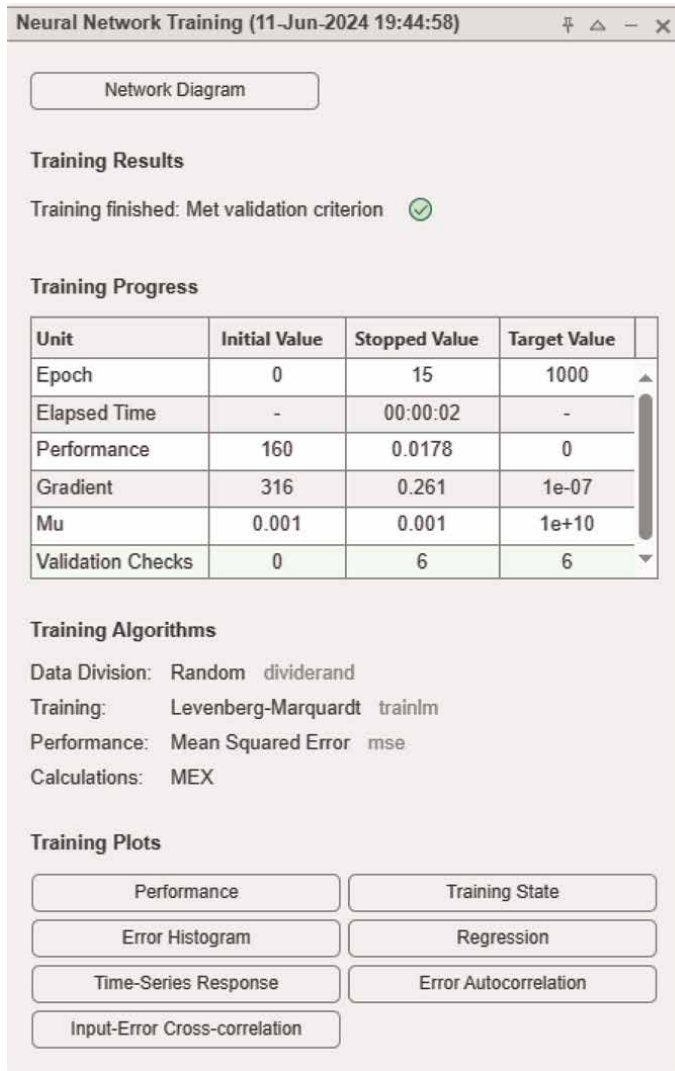 Neural Network Training (11-Jun-2024 19:44:58)
Network Diagram
Training Results
Training finished: Met validation criterion
Training Progress
Unit Initial Value Stopped Value Target Value
Epoch 0 15 1000
Elapsed Time - 00:00:02 -
Performance 160 0.0178 0
Gradient 316 0.261 1e-07
Mu 0.001 0.001 1e+10
Validation Checks 0 6 6
Training Algorithms
Data Division: Random dividerand
Training: Levenberg-Marquardt trainlm
Performance: Mean Squared Error mse
Calculations: MEX
Training Plots
Performance Training State
Error Histogram Regression
Time-Series Response Error Autocorrelation
Input-Error Cross-correlation